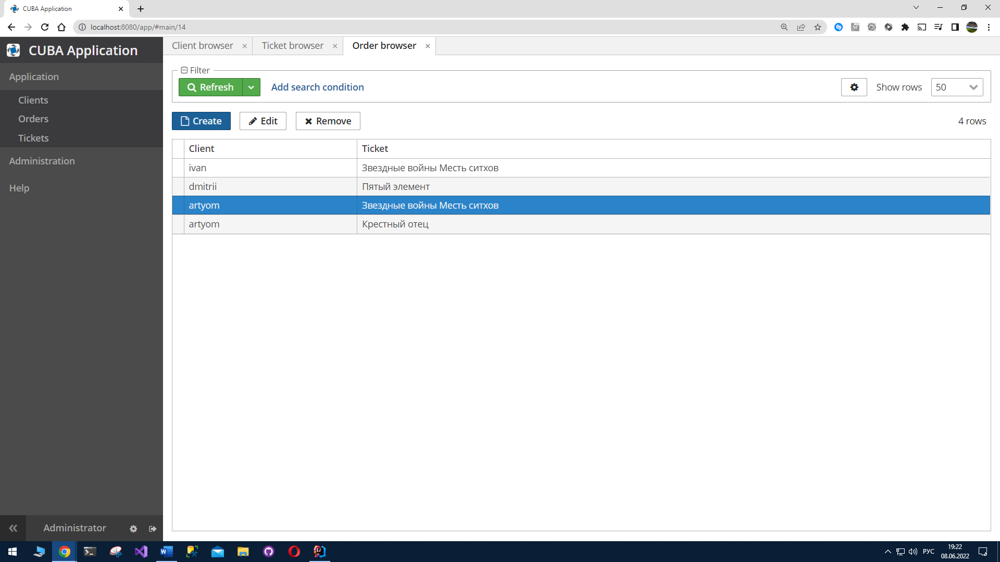 CUBA Application
localhost:8080/app/#main/14
CUBA Application
Client browser
Ticket browser
Order browser
Application
Clients
Orders
Tickets
Administration
Help
Filter
Refresh
Add search condition
Show rows
50
Create
Edit
Remove
4 rows
Client Ticket
ivan Звездные войны Месть ситхов
dmitrii Пятый элемент
artyom Звездные войны Месть ситхов
artyom Крестный отец
Administrator
РУС
19:22
08.06.2022